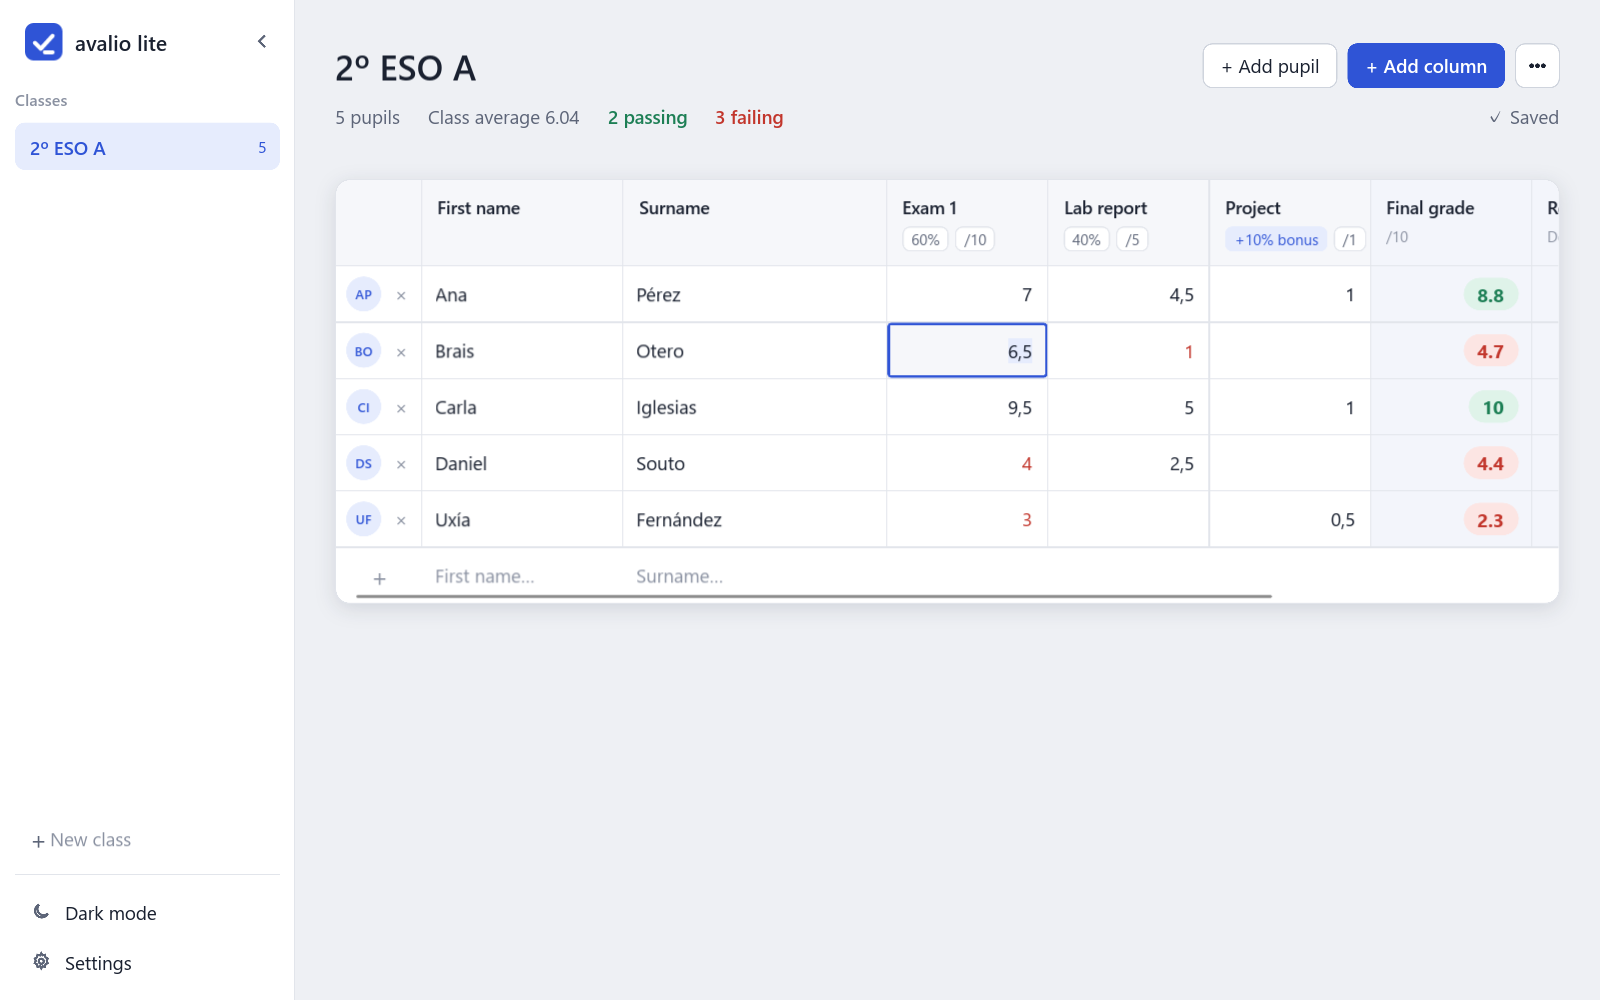 avalio lite
Classes
2º ESO A 5
+ New class
Dark mode
Settings
2º ESO A
+ Add pupil
+ Add column
•••
5 pupils Class average 6.04 2 passing 3 failing
✓ Saved
First name Surname Exam 1 Lab report Project Final grade
60% /10 40% /5 +10% bonus /1 /10
AP × Ana Pérez 7 4,5 1 8.8
BO × Brais Otero 6,5 1 4.7
CI × Carla Iglesias 9,5 5 1 10
DS × Daniel Souto 4 2,5 4.4
UF × Uxía Fernández 3 0,5 2.3
+ First name... Surname...